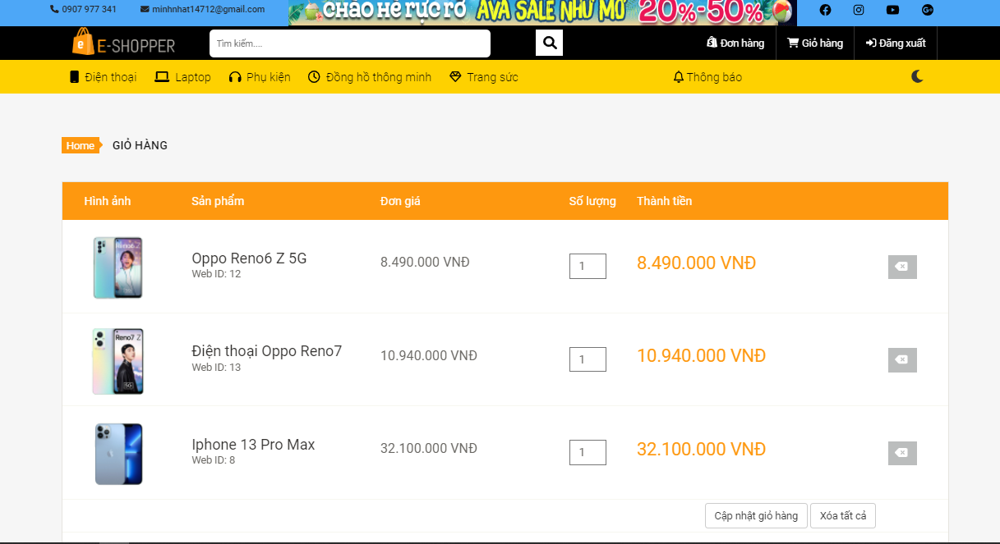 0907 977 341
minhnhat14712@gmail.com
CHÀO HÈ RỰC RỠ
AVA SALE NHƯ MƠ
20%-50%
e E-SHOPPER
Tìm kiếm....
Đơn hàng
Giỏ hàng
Đăng xuất
Điện thoại
Laptop
Phụ kiện
Đồng hồ thông minh
Trang sức
Thông báo
Home GIỎ HÀNG
Hình ảnh Sản phẩm Đơn giá Số lượng Thành tiền
Oppo Reno6 Z 5G
Web ID: 12
8.490.000 VNĐ
1
8.490.000 VNĐ
Reno7 Z
5G
Điện thoại Oppo Reno7
Web ID: 13
10.940.000 VNĐ
1
10.940.000 VNĐ
Iphone 13 Pro Max
Web ID: 8
32.100.000 VNĐ
1
32.100.000 VNĐ
Cập nhật giỏ hàng
Xóa tất cả